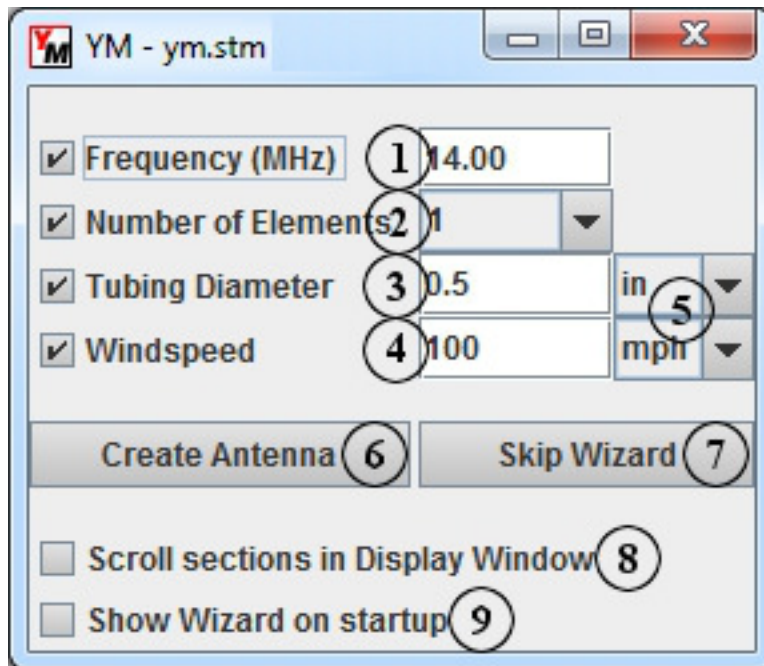 YM YM - ym.stm
Frequency (MHz) 1 14.00
Number of Elements 2 1
Tubing Diameter 3 0.5 in
5
Windspeed 4 100 mph
Create Antenna 6 Skip Wizard 7
Scroll sections in Display Window 8
Show Wizard on startup 9